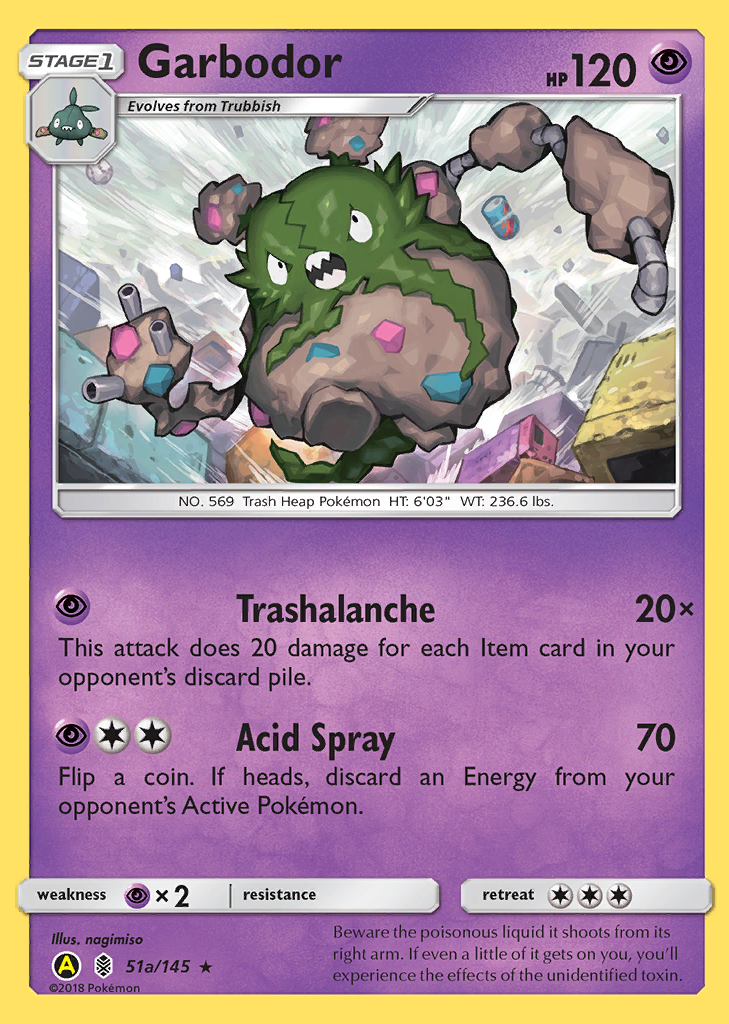 STAGE1 Garbodor HP 120
Evolves from Trubbish
NO. 569 Trash Heap Pokémon HT: 6'03" WT: 236.6 lbs.
Trashalanche 20×
This attack does 20 damage for each Item card in your
opponent's discard pile.
Acid Spray 70
Flip a coin. If heads, discard an Energy from your
opponent's Active Pokémon.
weakness × 2 resistance retreat
Illus. nagimiso
A 51a/145 ★
©2018 Pokémon
Beware the poisonous liquid it shoots from its
right arm. If even a little of it gets on you, you'll
experience the effects of the unidentified toxin.